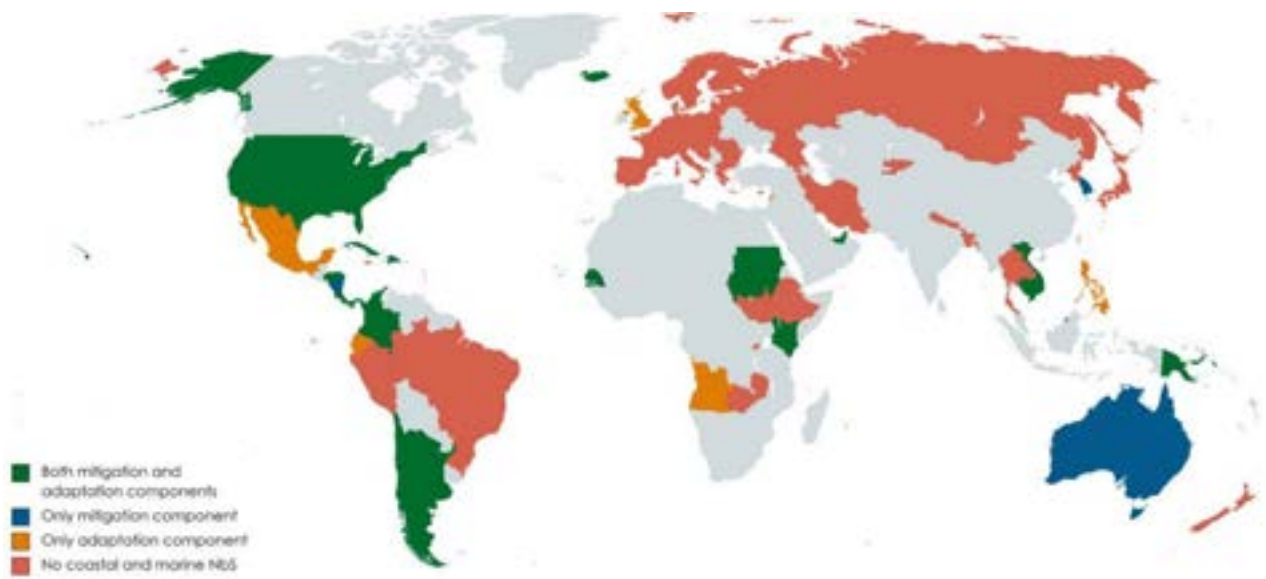 Both mitigation and
adaptation components
Only mitigation component
Only adaptation component
No coastal and marine NbS